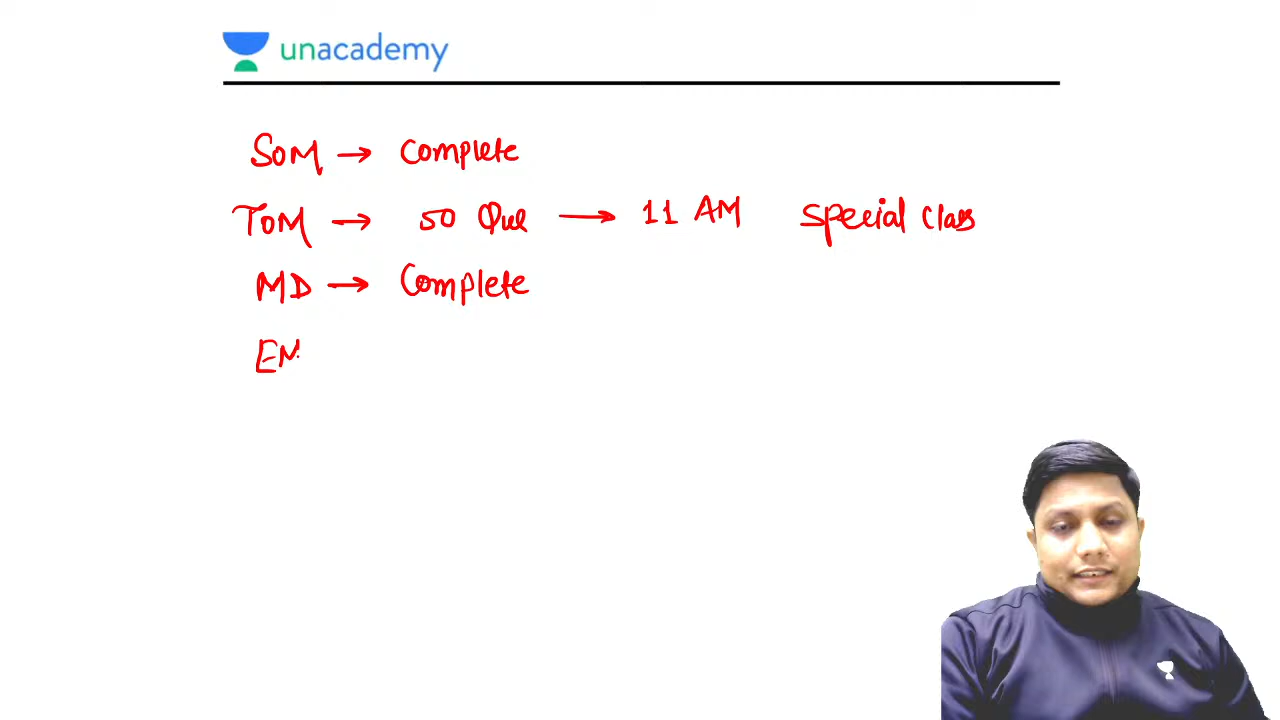 unacademy
SOM → Complete
TOM → 50 Que → 11 AM Special Class
MD → Complete
EM